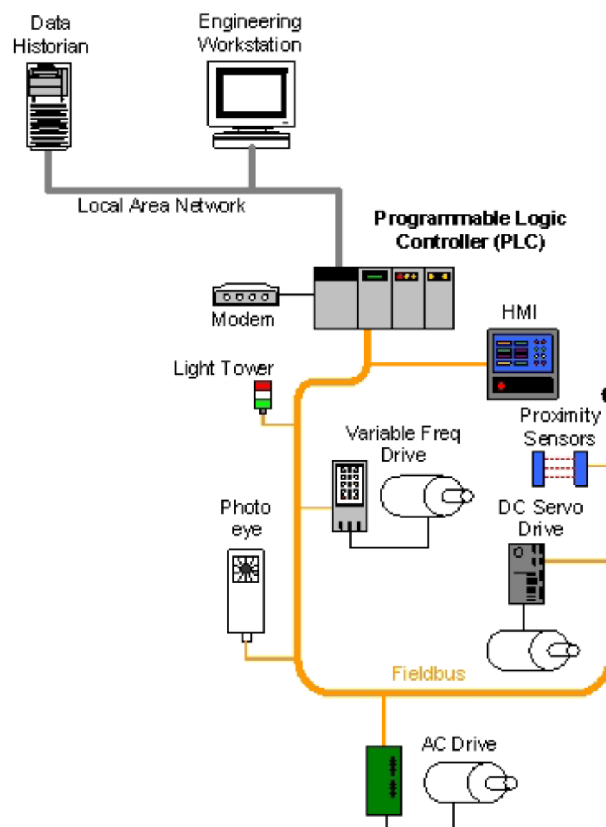 Data
Historian
Engineering
Workstation
Local Area Network
Programmable Logic
Controller (PLC)
Modem
HMI
Light Tower
Proximity
Sensors
Variable Freq
Drive
Photo
eye
DC Servo
Drive
Fieldbus
AC Drive